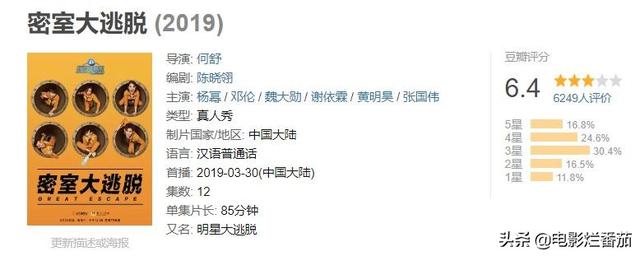 密室大逃脱 (2019)
密室大逃脱
GREAT ESCAPE
更新描述或海报
导演: 何舒
编剧: 陈晓翎
主演: 杨幂 / 邓伦 / 魏大勋 / 谢依霖 / 黄明昊 / 张国伟
类型: 真人秀
制片国家/地区: 中国大陆
语言: 汉语普通话
首播: 2019-03-30(中国大陆)
集数: 12
单集片长: 85分钟
又名: 明星大逃脱
豆瓣评分
6.4
6249人评价
5星 16.8%
4星 24.6%
3星 30.4%
2星 16.5%
1星 11.8%
头条 @电影烂番茄